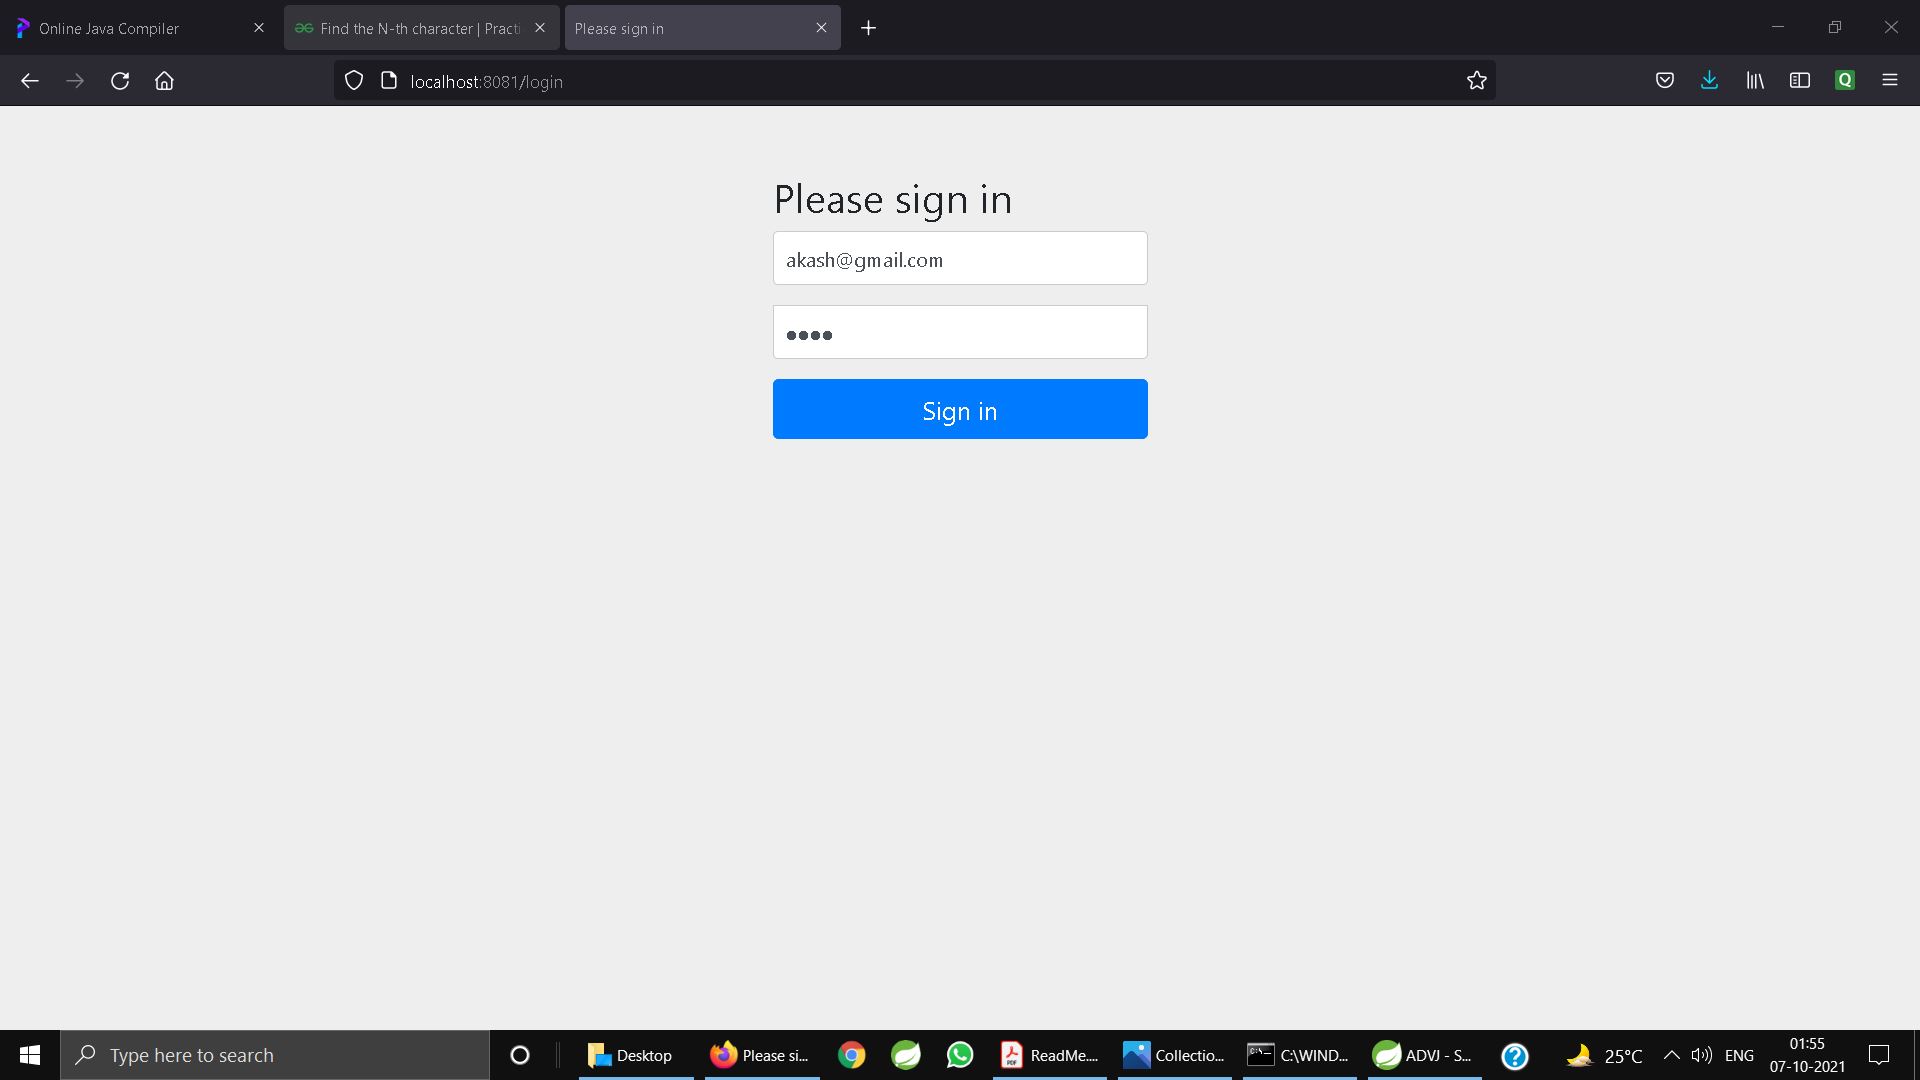 Online Java Compiler
Find the N-th character | Practi
Please sign in
localhost:8081/login
Q
Please sign in
akash@gmail.com
Sign in
Type here to search
Desktop
Please si...
ReadMe....
Collectio...
C:\WIND...
ADVJ - S...
25°C
ENG
01:55
07-10-2021